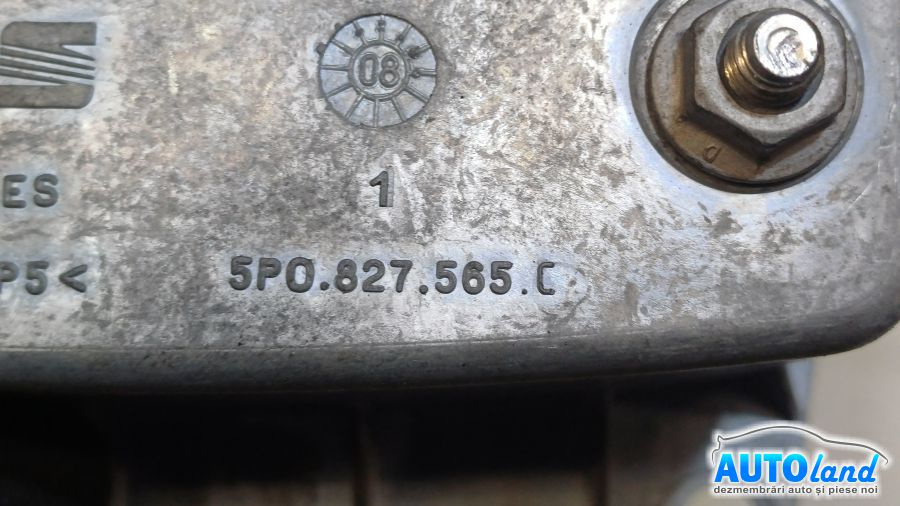 08
ES
1
P5<
5P0.827.565.C
D
AUTOland
dezmembrări auto și piese noi